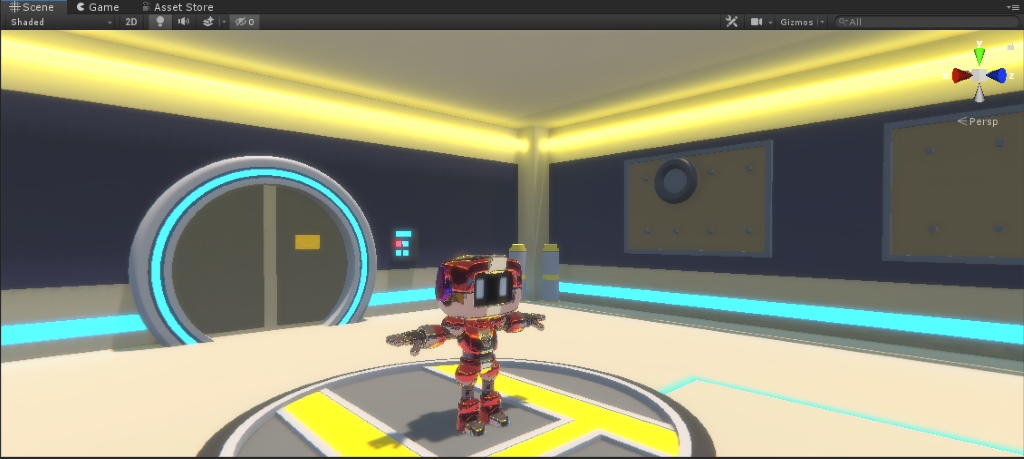 Scene Game Asset Store
Shaded 2D 0 Gizmos All
y
z
Persp